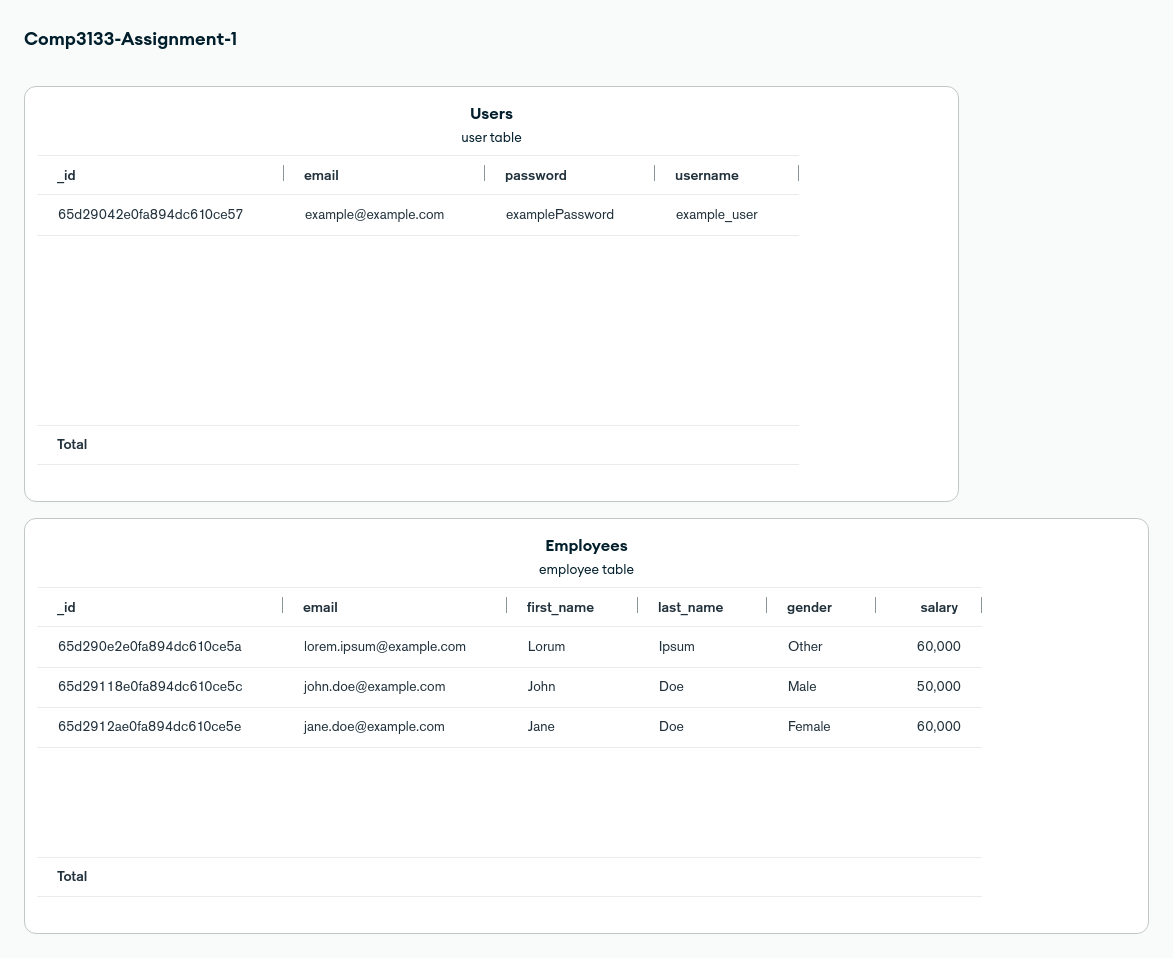 Comp3133-Assignment-1
Users
user table
_id email password username
65d29042e0fa894dc610ce57 example@example.com examplePassword example_user
Total
Employees
employee table
_id email first_name last_name gender salary
65d290e2e0fa894dc610ce5a lorem.ipsum@example.com Lorum Ipsum Other 60,000
65d29118e0fa894dc610ce5c john.doe@example.com John Doe Male 50,000
65d2912ae0fa894dc610ce5e jane.doe@example.com Jane Doe Female 60,000
Total